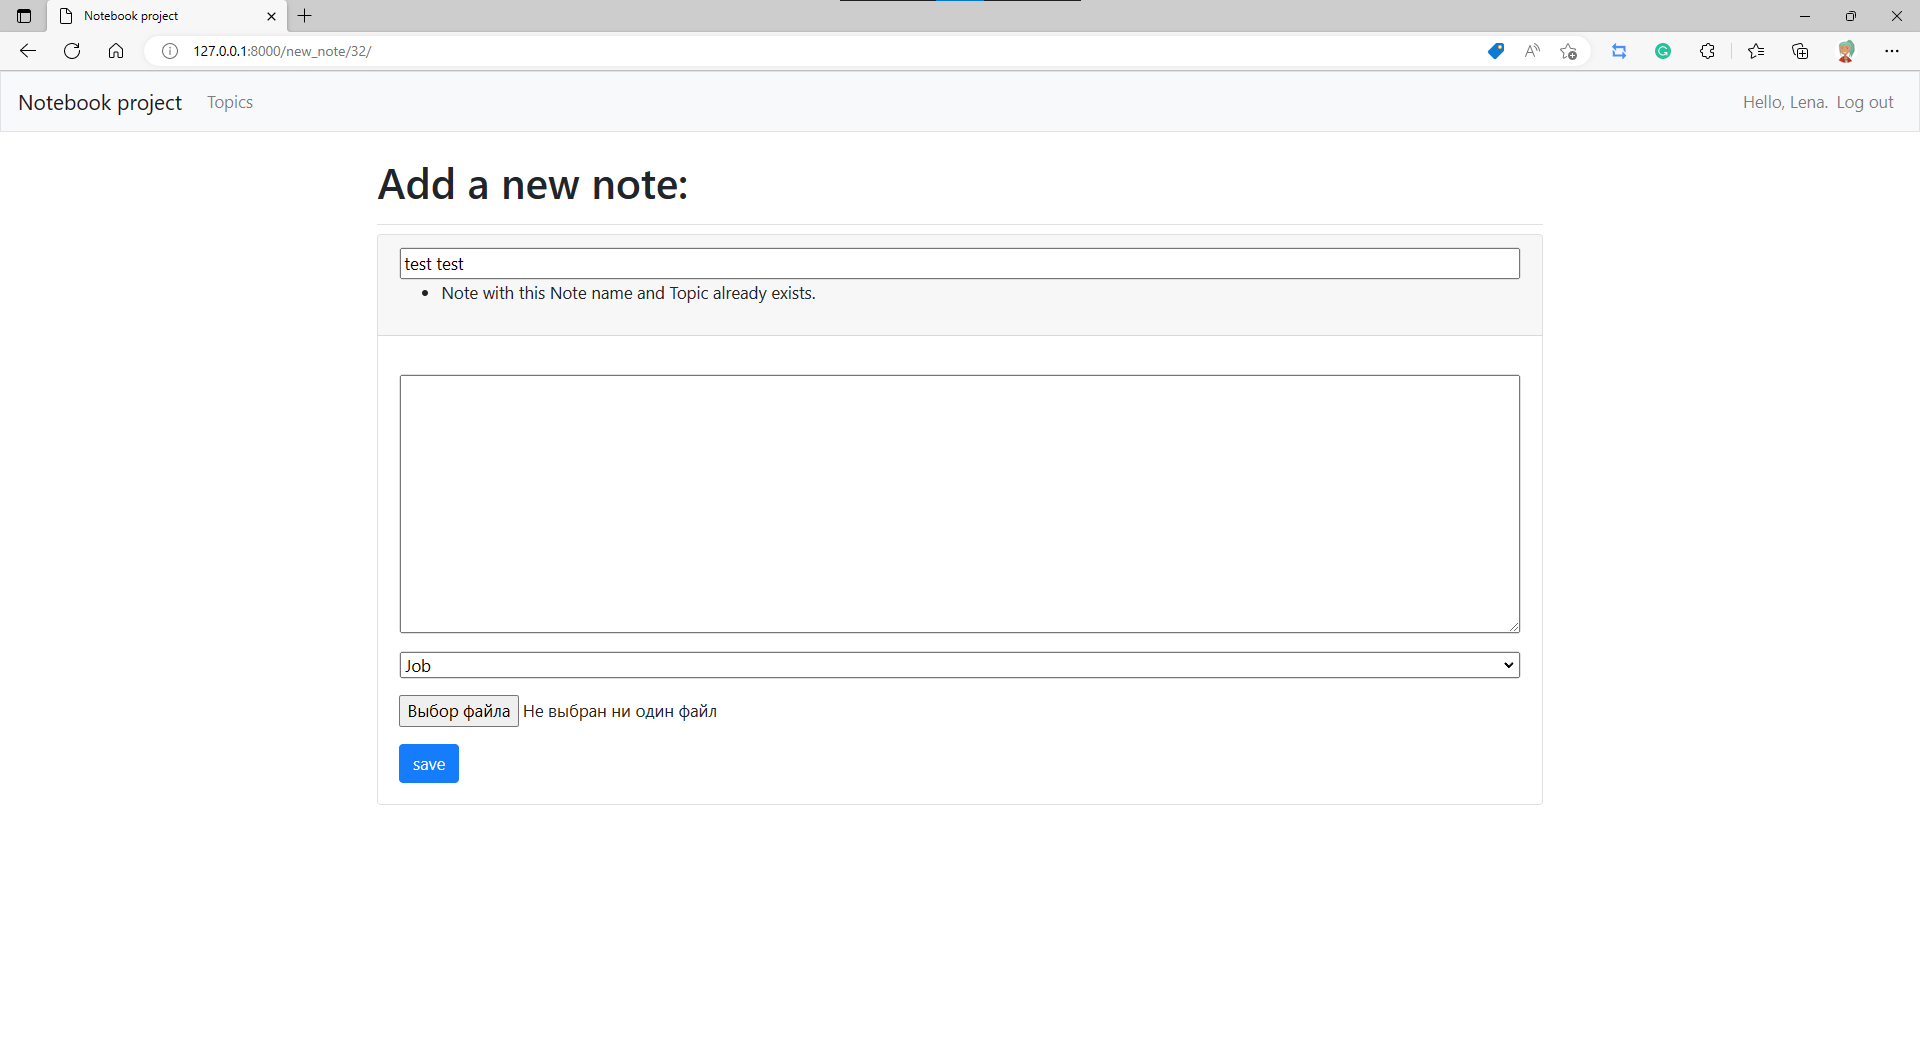 Notebook project
127.0.0.1:8000/new_note/32/
Notebook project Topics Hello, Lena. Log out
Add a new note:
test test
Note with this Note name and Topic already exists.
Job
Выбор файла Не выбран ни один файл
save